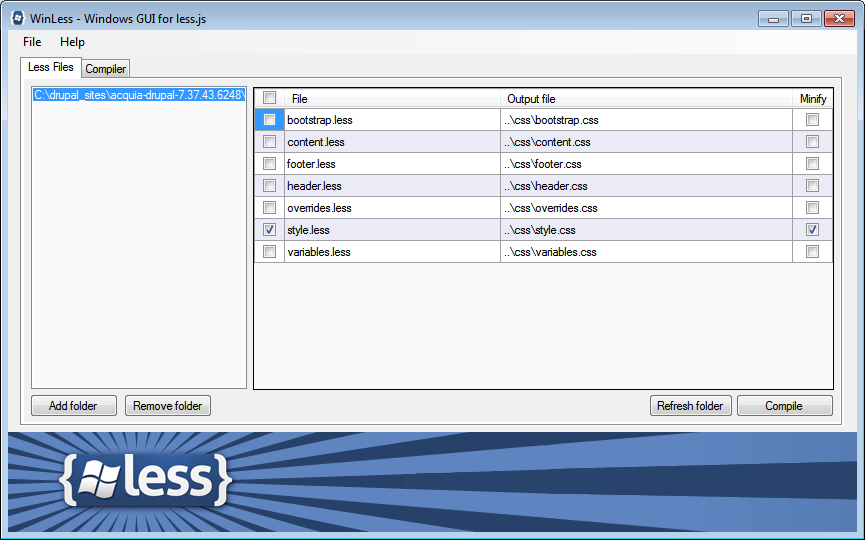 WinLess - Windows GUI for less.js
File Help
Less Files Compiler
C:\drupal_sites\acquia-drupal-7.37.43.6248\
File Output file Minify
bootstrap.less ..\css\bootstrap.css
content.less ..\css\content.css
footer.less ..\css\footer.css
header.less ..\css\header.css
overrides.less ..\css\overrides.css
style.less ..\css\style.css
variables.less ..\css\variables.css
Add folder Remove folder Refresh folder Compile
{less}